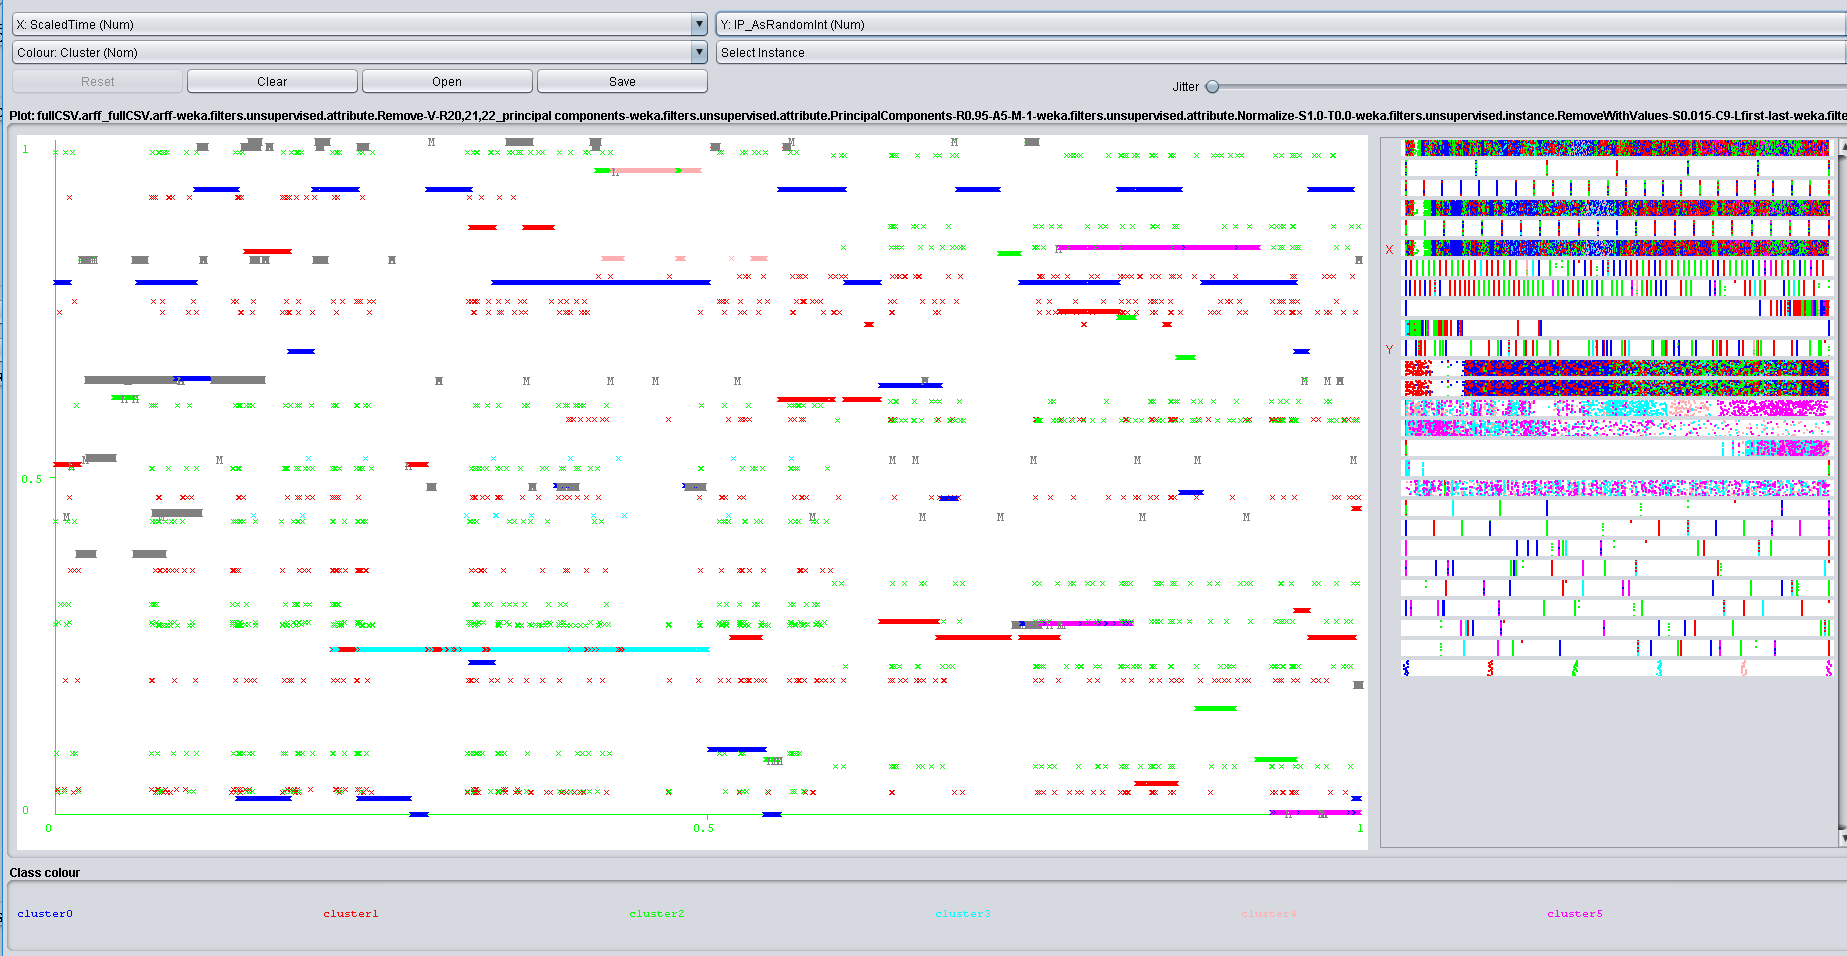 X: ScaledTime (Num)
Y: IP_AsRandomInt (Num)
Colour: Cluster (Nom)
Select Instance
Reset
Clear
Open
Save
Jitter
Plot: fullCSV.arff_fullCSV.arff-weka.filters.unsupervised.attribute.Remove-V-R20,21,22_principal components-weka.filters.unsupervised.attribute.PrincipalComponents-R0.95-A5-M-1-weka.filters.unsupervised.attribute.Normalize-S1.0-T0.0-weka.filters.unsupervised.instance.RemoveWithValues-S0.015-C9-Lfirst-last-weka.filte
1
0.5
0
0
0.5
1
X
Y
Class colour
cluster0
cluster1
cluster2
cluster3
cluster4
cluster5